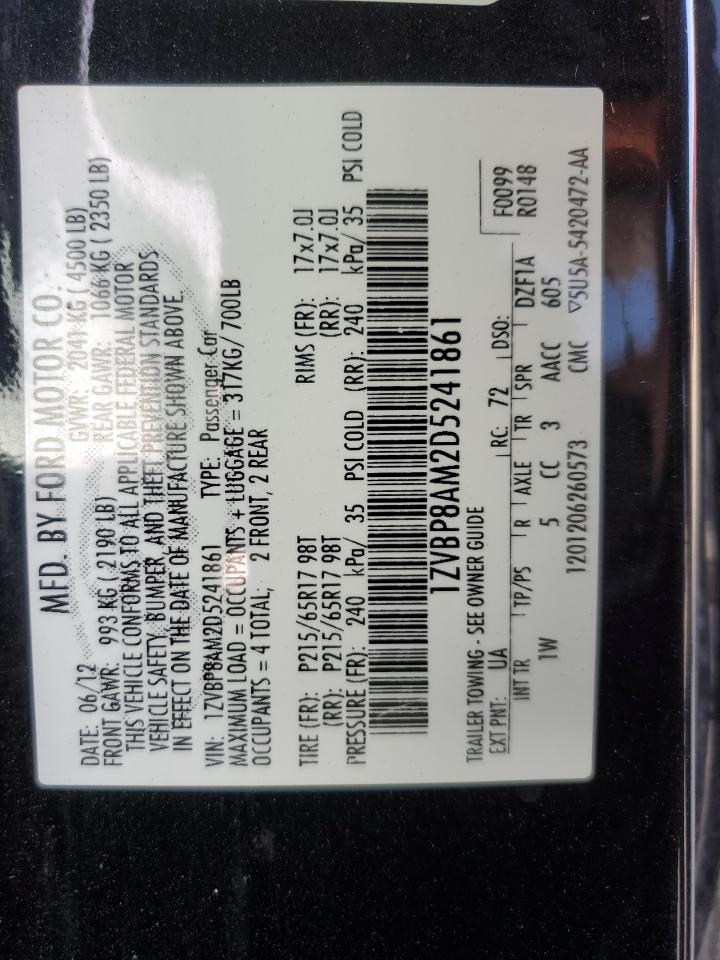 MFD. BY FORD MOTOR CO.
DATE: 06/12 GVWR: 2041 KG ( 4500 LB)
FRONT GAWR: 993 KG ( 2190 LB) REAR GAWR: 1066 KG ( 2350 LB)
THIS VEHICLE CONFORMS TO ALL APPLICABLE FEDERAL MOTOR
VEHICLE SAFETY, BUMPER, AND THEFT PREVENTION STANDARDS
IN EFFECT ON THE DATE OF MANUFACTURE SHOWN ABOVE.
VIN: 1ZVBP8AM2D5241861 TYPE: Passenger Car
MAXIMUM LOAD = OCCUPANTS + LUGGAGE = 317KG/ 700LB
OCCUPANTS = 4 TOTAL; 2 FRONT, 2 REAR
TIRE (FR): P215/65R17 98T RIMS (FR): 17x7.0J
(RR): P215/65R17 98T (RR): 17x7.0J
PRESSURE (FR): 240 kPa/ 35 PSI COLD (RR): 240 kPa/ 35 PSI COLD
1ZVBP8AM2D5241861
TRAILER TOWING - SEE OWNER GUIDE
EXT PNT: UA RC: 72 DSO: F0099
R0148
INT TR TP/PS R AXLE TR SPR DZF1A
1W 5 CC 3 AACC 605
1201206260573 CMC ▽5U5A-5420472-AA